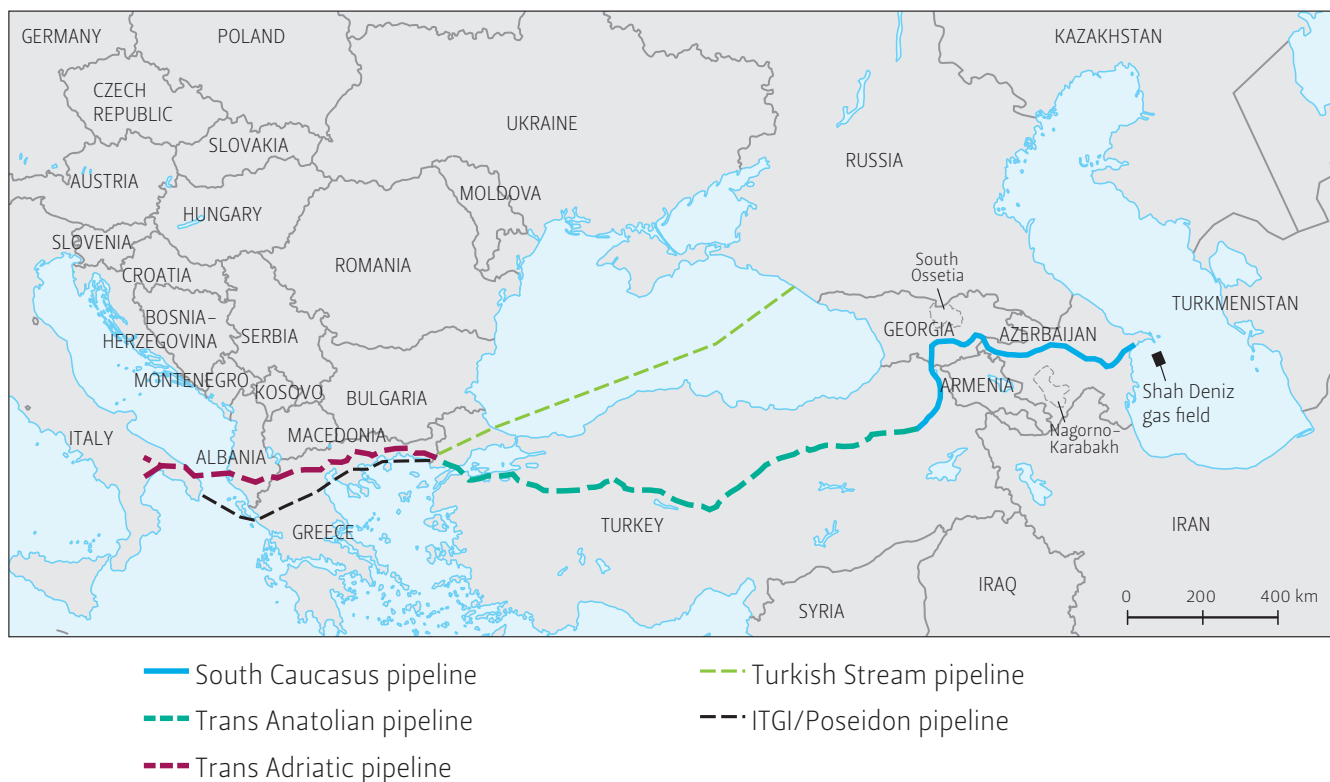 GERMANY
POLAND
KAZAKHSTAN
CZECH
REPUBLIC
UKRAINE
SLOVAKIA
RUSSIA
AUSTRIA
MOLDOVA
HUNGARY
SLOVENIA
ROMANIA
CROATIA
South
Ossetia
TURKMENISTAN
BOSNIA–
HERZEGOVINA
SERBIA
GEORGIA
AZERBAIJAN
MONTENEGRO
KOSOVO
ARMENIA
Shah Deniz
gas field
BULGARIA
Nagorno–
Karabakh
ITALY
MACEDONIA
ALBANIA
TURKEY
GREECE
IRAN
IRAQ
SYRIA
0 200 400 km
South Caucasus pipeline
Trans Anatolian pipeline
Trans Adriatic pipeline
Turkish Stream pipeline
ITGI/Poseidon pipeline